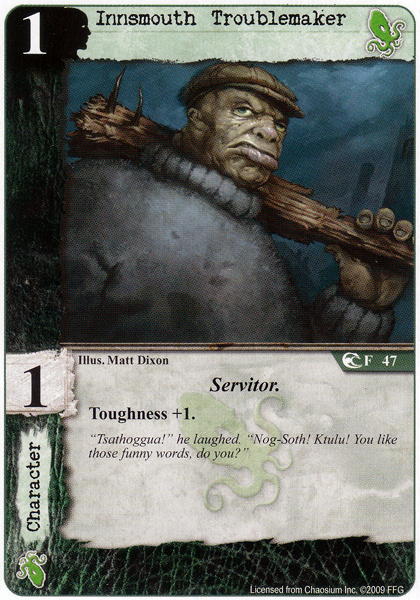 1
Innsmouth Troublemaker
Illus. Matt Dixon
F 47
1
Servitor.
Toughness +1.
“Tsathoggua!” he laughed. “Nog-Soth! Ktulu! You like
those funny words, do you?”
Character
Licensed from Chaosium Inc. ©2009 FFG